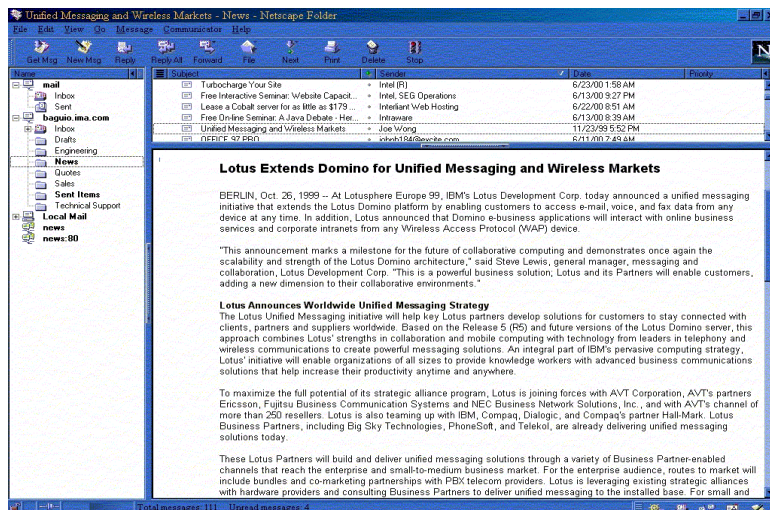 Unified Messaging and Wireless Markets - News - Netscape Folder
File Edit View Go Message Communicator Help
Get Msg New Msg Reply Reply All Forward File Next Print Delete Stop
Name Subject Sender Date Priority
mail
Inbox
Sent
baguio.ima.com
Inbox
Drafts
Engineering
News
Quotes
Sales
Sent Items
Technical Support
Local Mail
news
news:80
Turbocharge Your Site Intel (R) 6/23/00 1:58 AM
Free Interactive Seminar: Website Capacit... Intel, SEG Operations 6/13/00 9:27 PM
Lease a Cobalt server for as little as $179 ... Interliant Web Hosting 6/22/00 8:51 AM
Free On-line Seminar: A Java Debate - Her... Intraware 6/13/00 8:39 AM
Unified Messaging and Wireless Markets Joe Wong 11/23/99 5:52 PM
OFFICE 97 PRO johnb184@excite.com 6/11/00 7:49 AM
Lotus Extends Domino for Unified Messaging and Wireless Markets
BERLIN, Oct. 26, 1999 -- At Lotusphere Europe 99, IBM's Lotus Development Corp. today announced a unified messaging
initiative that extends the Lotus Domino platform by enabling customers to access e-mail, voice, and fax data from any
device at any time. In addition, Lotus announced that Domino e-business applications will interact with online business
services and corporate intranets from any Wireless Access Protocol (WAP) device.
"This announcement marks a milestone for the future of collaborative computing and demonstrates once again the
scalability and strength of the Lotus Domino architecture," said Steve Lewis, general manager, messaging and
collaboration, Lotus Development Corp. "This is a powerful business solution; Lotus and its Partners will enable customers,
adding a new dimension to their collaborative environments."
Lotus Announces Worldwide Unified Messaging Strategy
The Lotus Unified Messaging initiative will help key Lotus partners develop solutions for customers to stay connected with
clients, partners and suppliers worldwide. Based on the Release 5 (R5) and future versions of the Lotus Domino server, this
approach combines Lotus' strengths in collaboration and mobile computing with technology from leaders in telephony and
wireless communications to create powerful messaging solutions. An integral part of IBM's pervasive computing strategy,
Lotus' initiative will enable organizations of all sizes to provide knowledge workers with advanced business communications
solutions that help increase their productivity anytime and anywhere.
To maximize the full potential of its strategic alliance program, Lotus is joining forces with AVT Corporation, AVT's partners
Ericsson, Fujitsu Business Communication Systems and NEC Business Network Solutions, Inc., and with AVT's channel of
more than 250 resellers. Lotus is also teaming up with IBM, Compaq, Dialogic, and Compaq's partner Hall-Mark. Lotus
Business Partners, including Big Sky Technologies, PhoneSoft, and Telekol, are already delivering unified messaging
solutions today.
These Lotus Partners will build and deliver unified messaging solutions through a variety of Business Partner-enabled
channels that reach the enterprise and small-to-medium business market. For the enterprise audience, routes to market will
include bundles and co-marketing partnerships with PBX telecom providers. Lotus is leveraging existing strategic alliances
with hardware providers and consulting Business Partners to deliver unified messaging to the installed base. For small and
Total messages: 111 Unread messages: 4